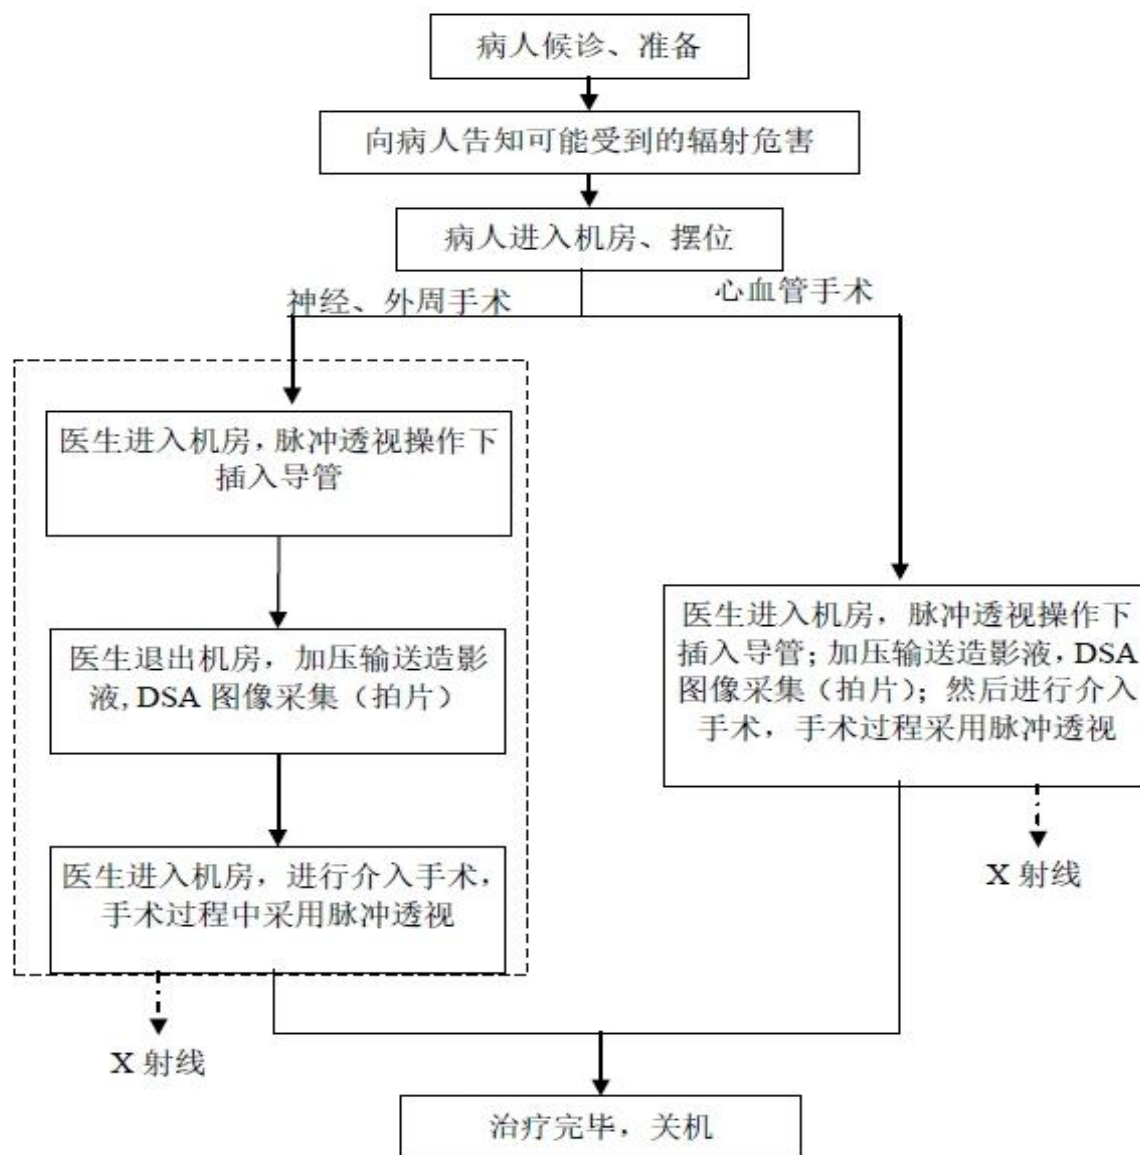 病人候诊、准备
向病人告知可能受到的辐射危害
病人进入机房、摆位
神经、外周手术
心血管手术
医生进入机房，脉冲透视操作下
插入导管
医生退出机房，加压输送造影
液, DSA 图像采集（拍片）
医生进入机房，进行介入手术，
手术过程中采用脉冲透视
X 射线
医生进入机房，脉冲透视操作下
插入导管；加压输送造影液，DSA
图像采集（拍片）；然后进行介入
手术，手术过程采用脉冲透视
X 射线
治疗完毕，关机